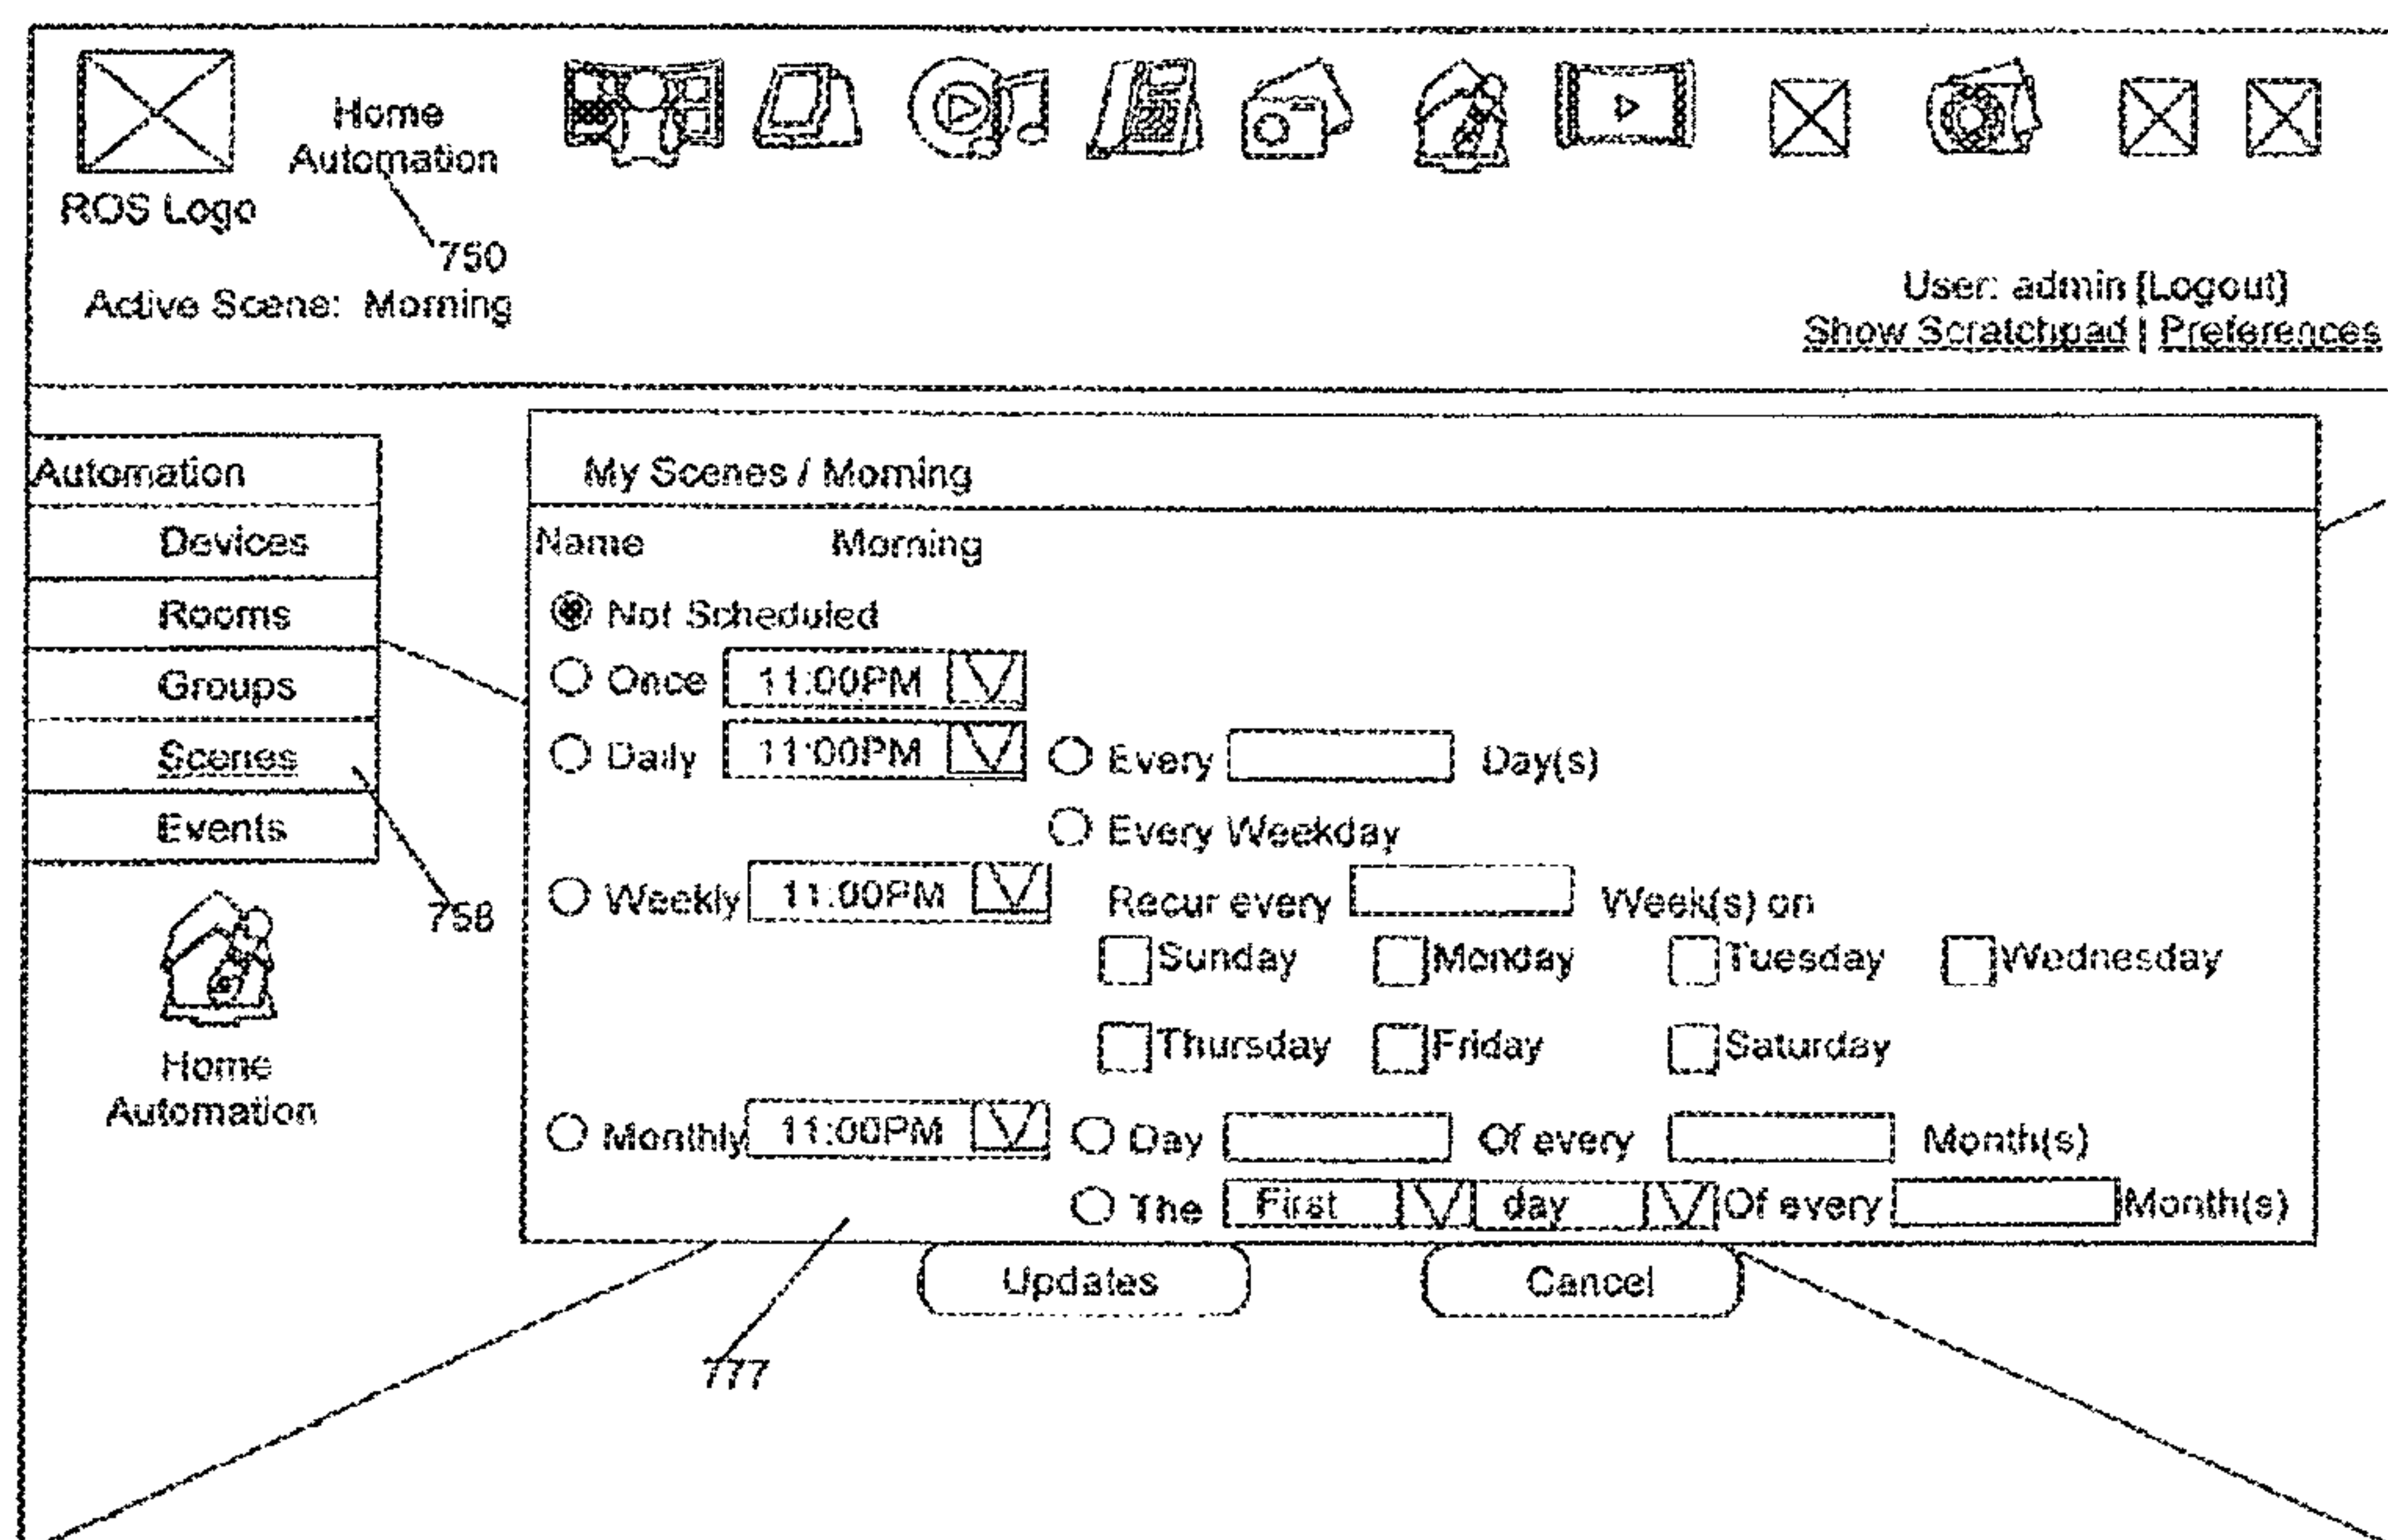 Home
Automation
ROS Logo
750
Active Scene: Morning
User: admin [Logout]
Show Scratchpad | Preferences
Automation
Devices
Rooms
Groups
Scenes
Events
758
Home
Automation
My Scenes / Morning
Name Morning
Not Scheduled
Once 11:00PM
Daily 11:00PM Every Day(s)
Every Weekday
Weekly 11:00PM Recur every Week(s) on
Sunday Monday Tuesday Wednesday
Thursday Friday Saturday
Monthly 11:00PM Day Of every Month(s)
The First day Of every Month(s)
Updates Cancel
777